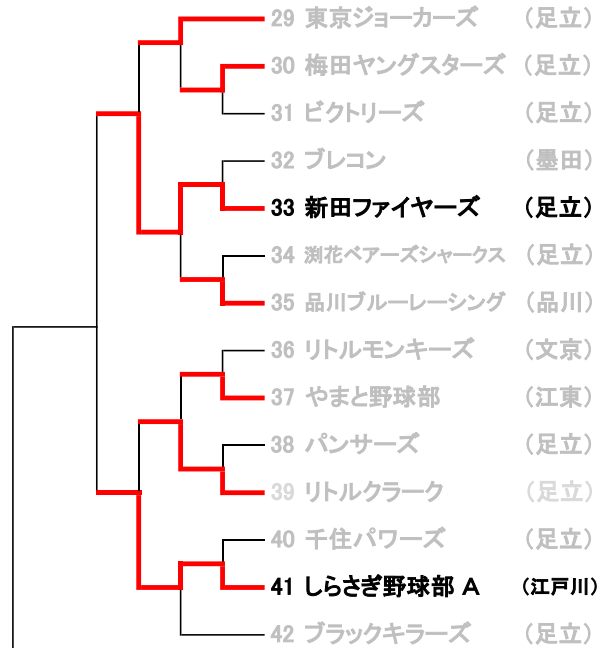 29 東京ジョーカーズ （足立）
30 梅田ヤングスターズ （足立）
31 ビクトリーズ （足立）
32 ブレコン （墨田）
33 新田ファイヤーズ （足立）
34 渕花ベアーズシャークス （足立）
35 品川ブルーレーシング （品川）
36 リトルモンキーズ （文京）
37 やまと野球部 （江東）
38 パンサーズ （足立）
39 リトルクラーク （足立）
40 千住パワーズ （足立）
41 しらさぎ野球部 A （江戸川）
42 ブラックキラーズ （足立）